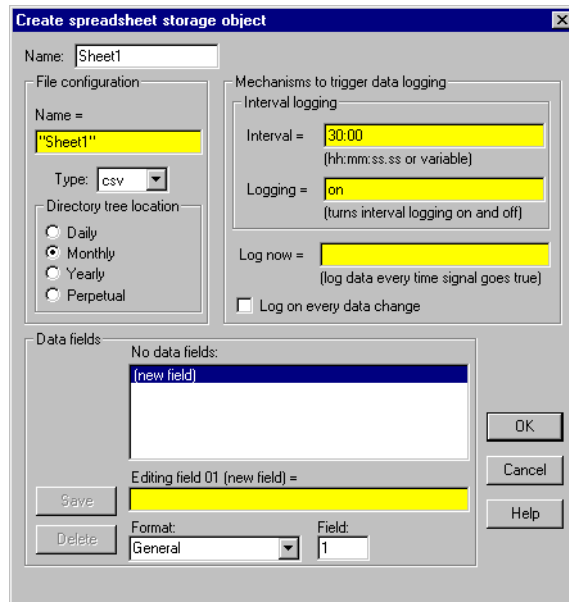 Create spreadsheet storage object
Name: Sheet1
File configuration
Name =
"Sheet1"
Type: csv
Directory tree location
Daily
Monthly
Yearly
Perpetual
Mechanisms to trigger data logging
Interval logging
Interval = 30:00
(hh:mm:ss.ss or variable)
Logging = on
(turns interval logging on and off)
Log now =
(log data every time signal goes true)
Log on every data change
Data fields
No data fields:
(new field)
Editing field 01 (new field) =
Save
Delete
Format: Field:
General 1
OK
Cancel
Help